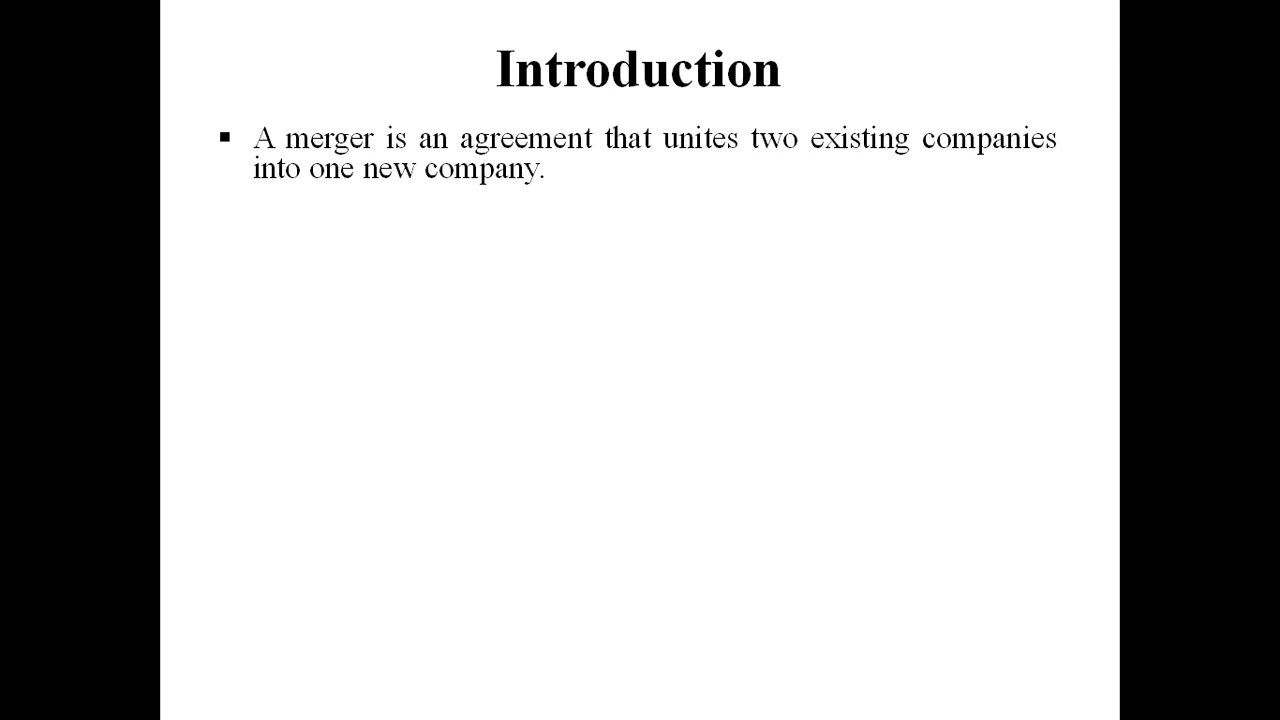 Introduction
▪ A merger is an agreement that unites two existing companies
into one new company.